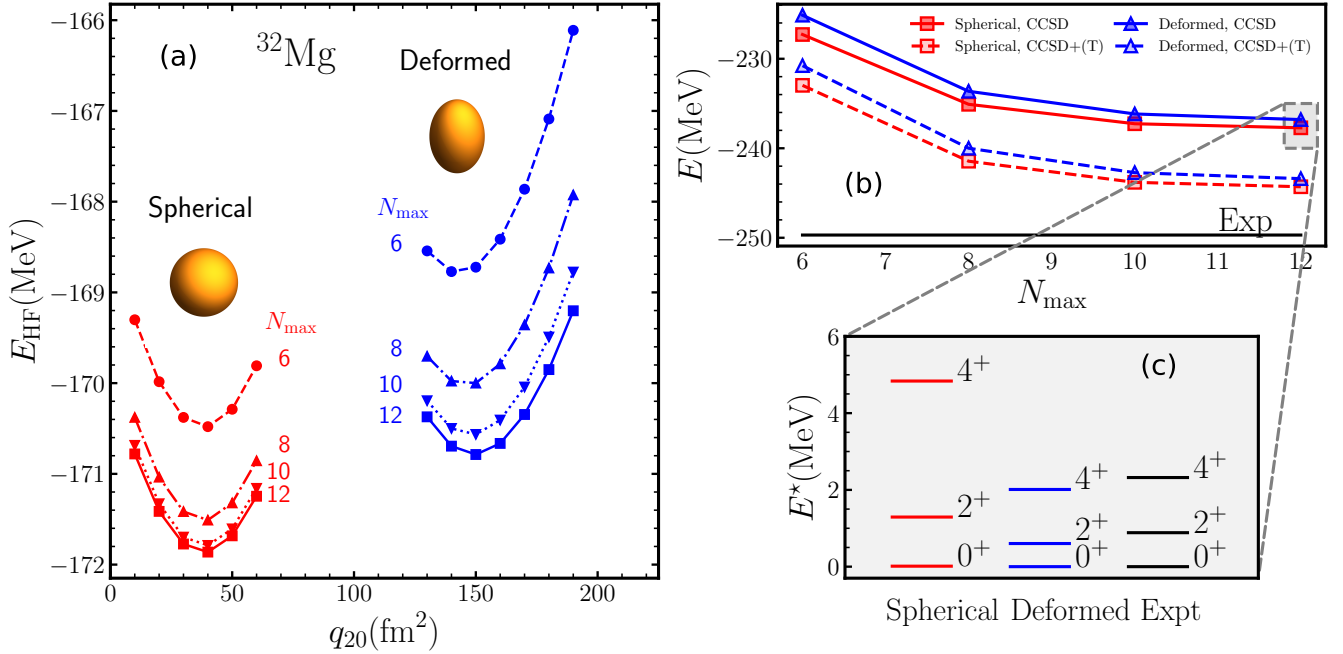 (a)
³²Mg
Deformed
Spherical
N_max
6
8
10
12
N_max
6
8
10
12
E_HF(MeV)
−166
−167
−168
−169
−170
−171
−172
0 50 100 150 200
q₂₀(fm²)
Spherical, CCSD
Spherical, CCSD+(T)
Deformed, CCSD
Deformed, CCSD+(T)
E(MeV)
−230
−240
−250
(b)
Exp
6 7 8 9 10 11 12
N_max
(c)
E⋆(MeV)
6
4
2
0
4⁺
2⁺
0⁺
4⁺
2⁺
0⁺
4⁺
2⁺
0⁺
Spherical Deformed Expt